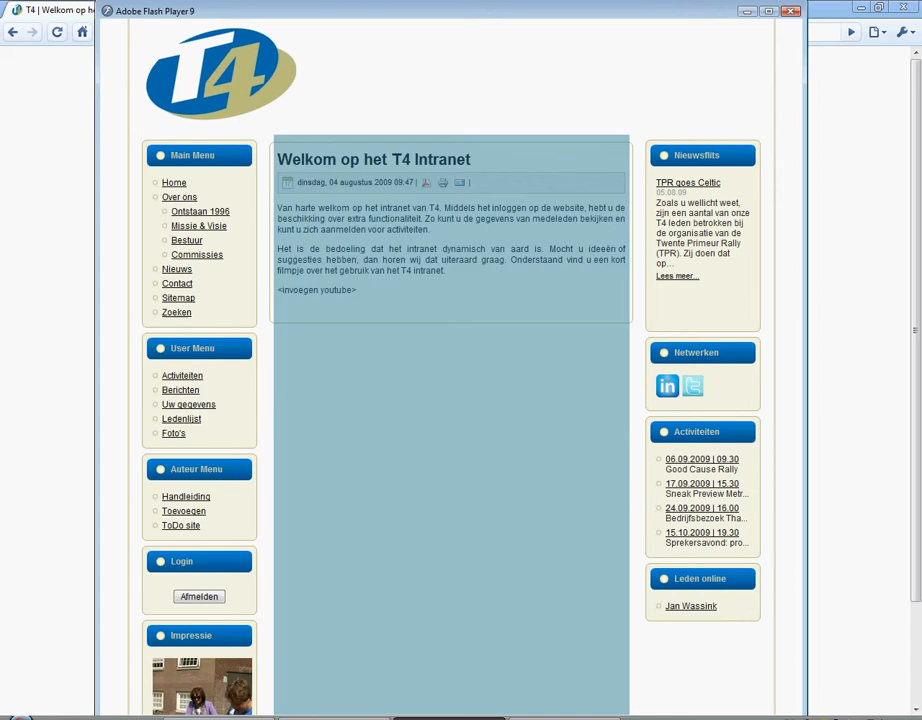 T4 | Welkom op he
Adobe Flash Player 9
T4
Main Menu
Home
Over ons
Ontstaan 1996
Missie & Visie
Bestuur
Commissies
Nieuws
Contact
Sitemap
Zoeken
User Menu
Activiteiten
Berichten
Uw gegevens
Ledenlijst
Foto's
Auteur Menu
Handleiding
Toevoegen
ToDo site
Login
Afmelden
Impressie
Welkom op het T4 Intranet
dinsdag, 04 augustus 2009 09:47 |
Van harte welkom op het intranet van T4. Middels het inloggen op de website, hebt u de
beschikking over extra functionaliteit. Zo kunt u de gegevens van medeleden bekijken en
kunt u zich aanmelden voor activiteiten.
Het is de bedoeling dat het intranet dynamisch van aard is. Mocht u ideeën of
suggesties hebben, dan horen wij dat uiteraard graag. Onderstaand vind u een kort
filmpje over het gebruik van het T4 intranet.
<invoegen youtube>
Nieuwsflits
TPR goes Celtic
05.08.09
Zoals u wellicht weet,
zijn een aantal van onze
T4 leden betrokken bij
de organisatie van de
Twente Primeur Rally
(TPR). Zij doen dat
op...
Lees meer...
Netwerken
in
t
Activiteiten
06.09.2009 | 09.30
Good Cause Rally
17.09.2009 | 15.30
Sneak Preview Metr...
24.09.2009 | 16.00
Bedrijfsbezoek Tha...
15.10.2009 | 19.30
Sprekersavond: pro...
Leden online
Jan Wassink